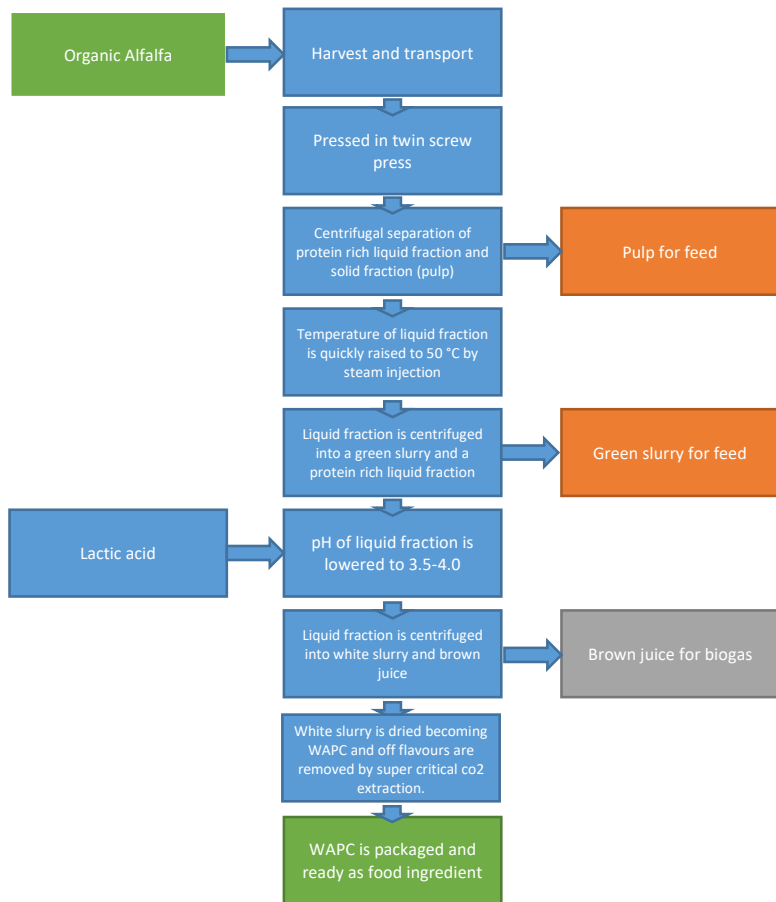 Organic Alfalfa
Harvest and transport
Pressed in twin screw
press
Centrifugal separation of
protein rich liquid fraction and
solid fraction (pulp)
Pulp for feed
Temperature of liquid fraction
is quickly raised to 50 °C by
steam injection
Liquid fraction is centrifuged
into a green slurry and a
protein rich liquid fraction
Green slurry for feed
Lactic acid
pH of liquid fraction is
lowered to 3.5-4.0
Liquid fraction is centrifuged
into white slurry and brown
juice
Brown juice for biogas
White slurry is dried becoming
WAPC and off flavours are
removed by super critical co2
extraction.
WAPC is packaged and
ready as food ingredient